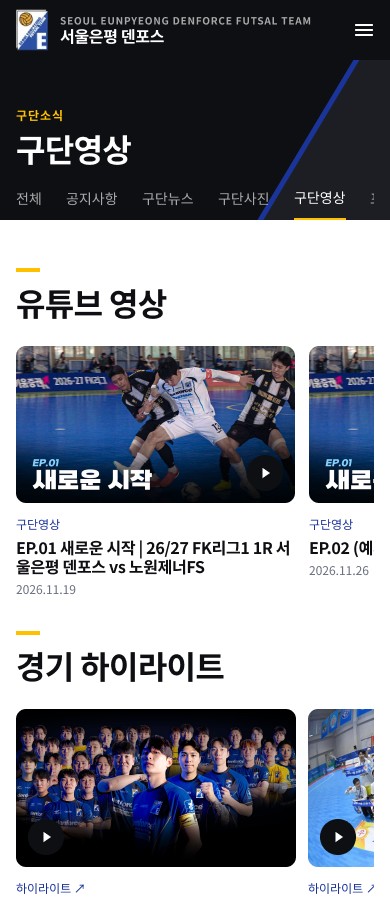 SEOUL EUNPYEONG DENFORCE FUTSAL TEAM
서울은평 덴포스
구단소식
구단영상
전체 공지사항 구단뉴스 구단사진 구단영상
유튜브 영상
EP.01
새로운 시작
EP.01
구단영상
EP.01 새로운 시작 | 26/27 FK리그1 1R 서
울은평 덴포스 vs 노원제너FS
2026.11.19
구단영상
EP.02 (예
2026.11.26
경기 하이라이트
하이라이트 ↗
하이라이트 ↗